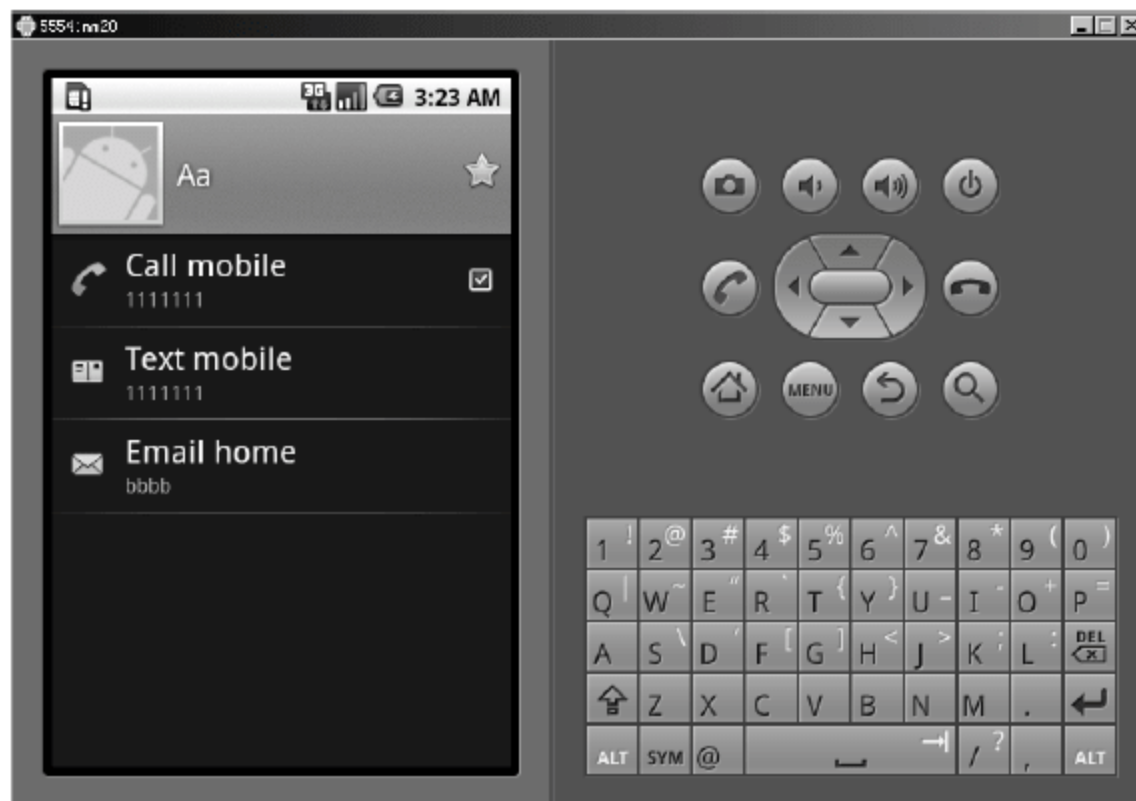 5554:nn20
3:23 AM
Aa
Call mobile
1111111
Text mobile
1111111
Email home
bbbb
MENU
1 ! 2 @ 3 # 4 $ 5 % 6 ^ 7 & 8 * 9 ( 0 )
Q | W ~ E " R ` T { Y } U _ I - O + P =
A S \ D ' F [ G ] H < J > K ; L : DEL
Z X C V B N M .
ALT SYM @ / ? , ALT